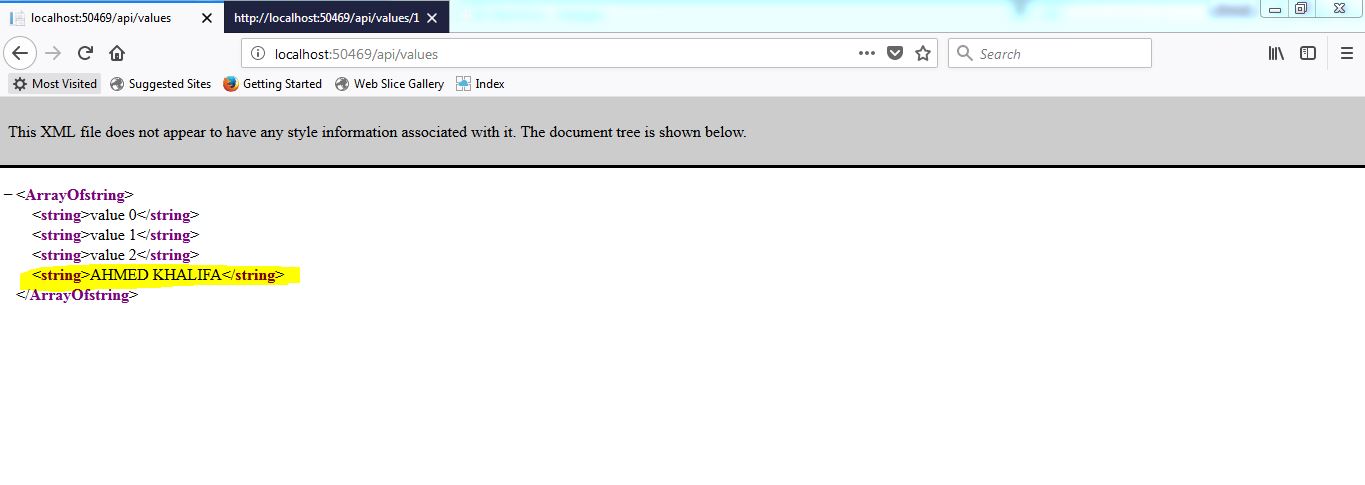 localhost:50469/api/values
http://localhost:50469/api/values/1
localhost:50469/api/values
Search
Most Visited Suggested Sites Getting Started Web Slice Gallery Index
This XML file does not appear to have any style information associated with it. The document tree is shown below.
−<ArrayOfstring>
<string>value 0</string>
<string>value 1</string>
<string>value 2</string>
<string>AHMED KHALIFA</string>
</ArrayOfstring>